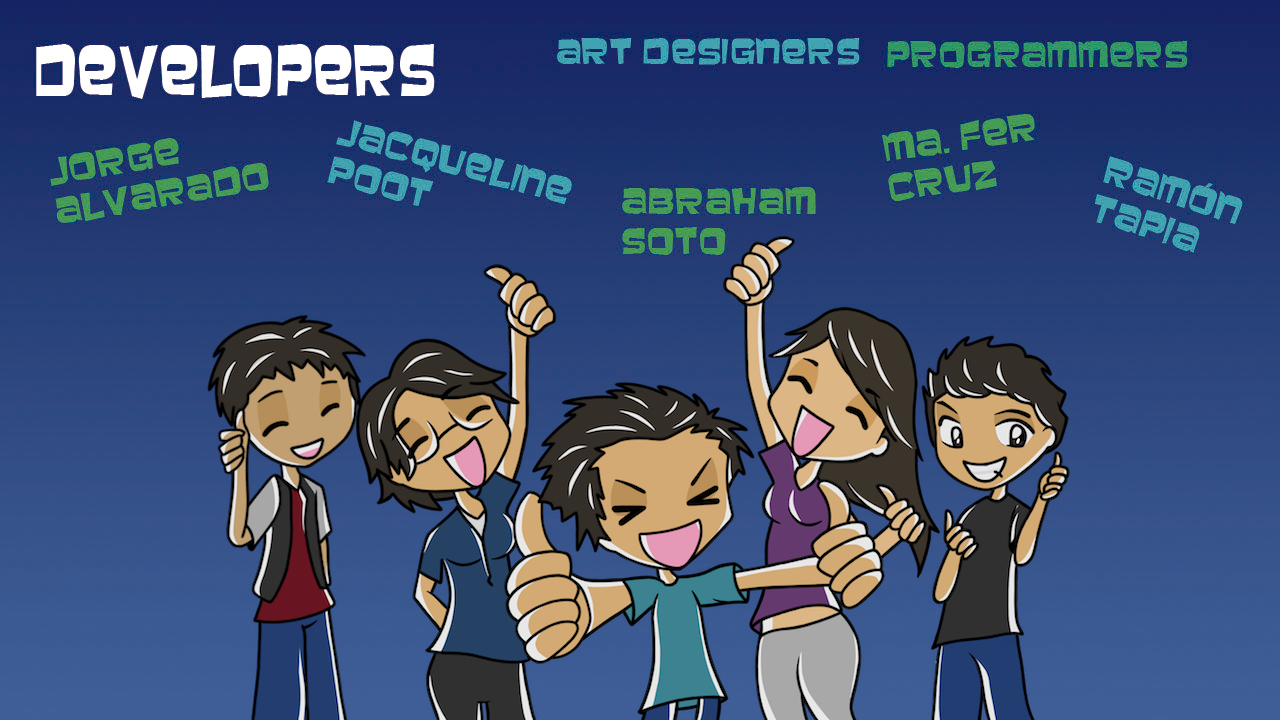 DEVELOPERS
ART DESIGNERS
PROGRAMMERS
JORGE
ALVARADO
JACQUELINE
POOT
ABRAHAM
SOTO
MA. FER
CRUZ
RAMÓN
TAPIA